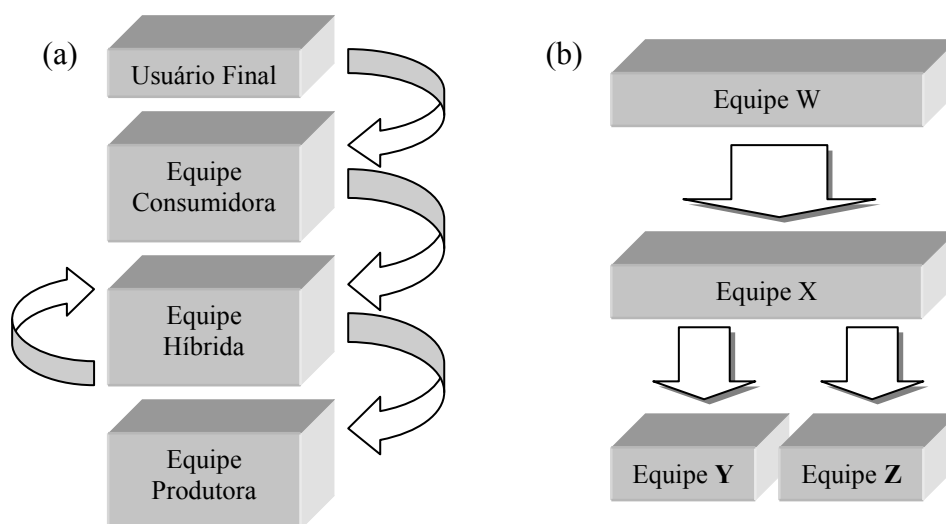 (a)
Usuário Final
Equipe
Consumidora
Equipe
Híbrida
Equipe
Produtora
(b)
Equipe W
Equipe X
Equipe Y
Equipe Z